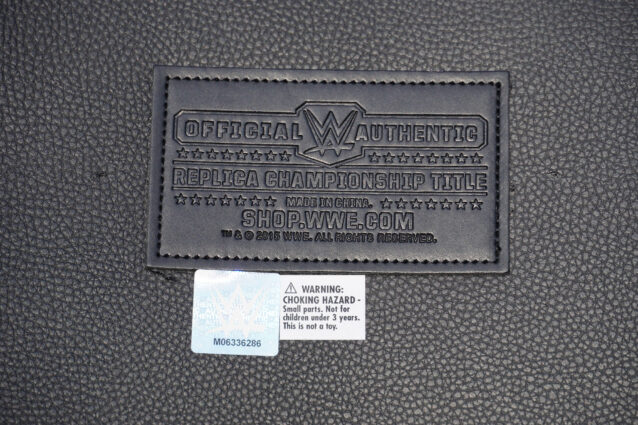 OFFICIAL W AUTHENTIC
REPLICA CHAMPIONSHIP TITLE
MADE IN CHINA.
SHOP.WWE.COM
™ & © 2015 WWE. ALL RIGHTS RESERVED.
⚠ WARNING:
CHOKING HAZARD -
Small parts. Not for
children under 3 years.
This is not a toy.
M06336286